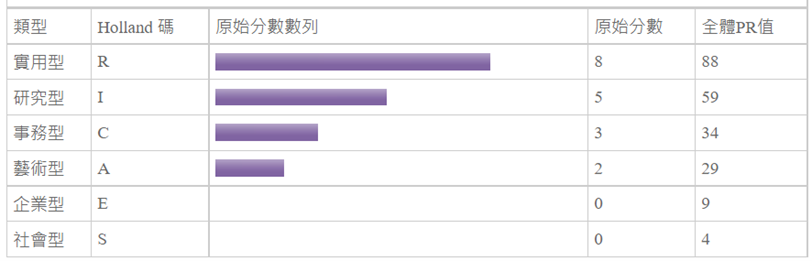 類型 Holland 碼 原始分數數列 原始分數 全體PR值
實用型 R 8 88
研究型 I 5 59
事務型 C 3 34
藝術型 A 2 29
企業型 E 0 9
社會型 S 0 4